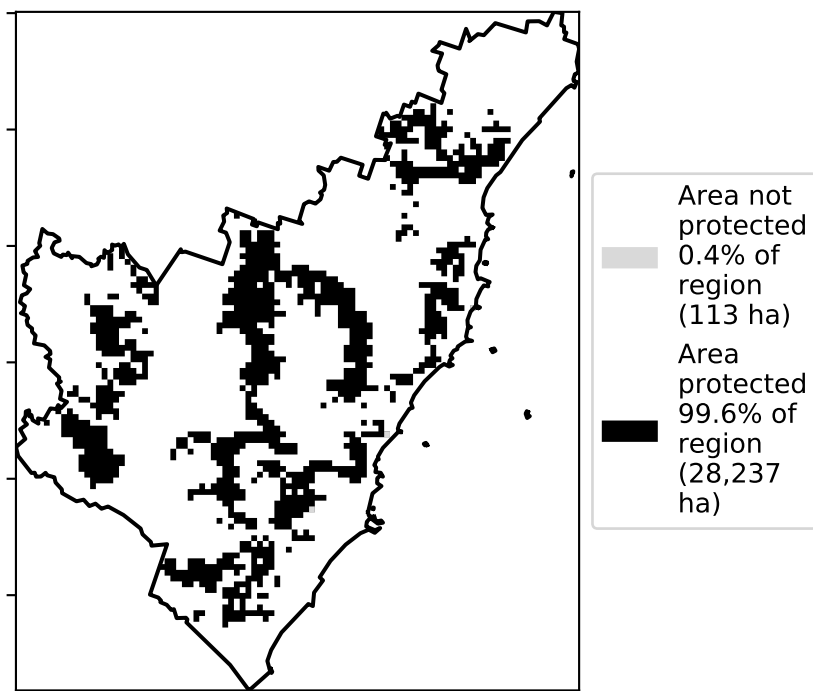 Area not
protected
0.4% of
region
(113 ha)
Area
protected
99.6% of
region
(28,237
ha)